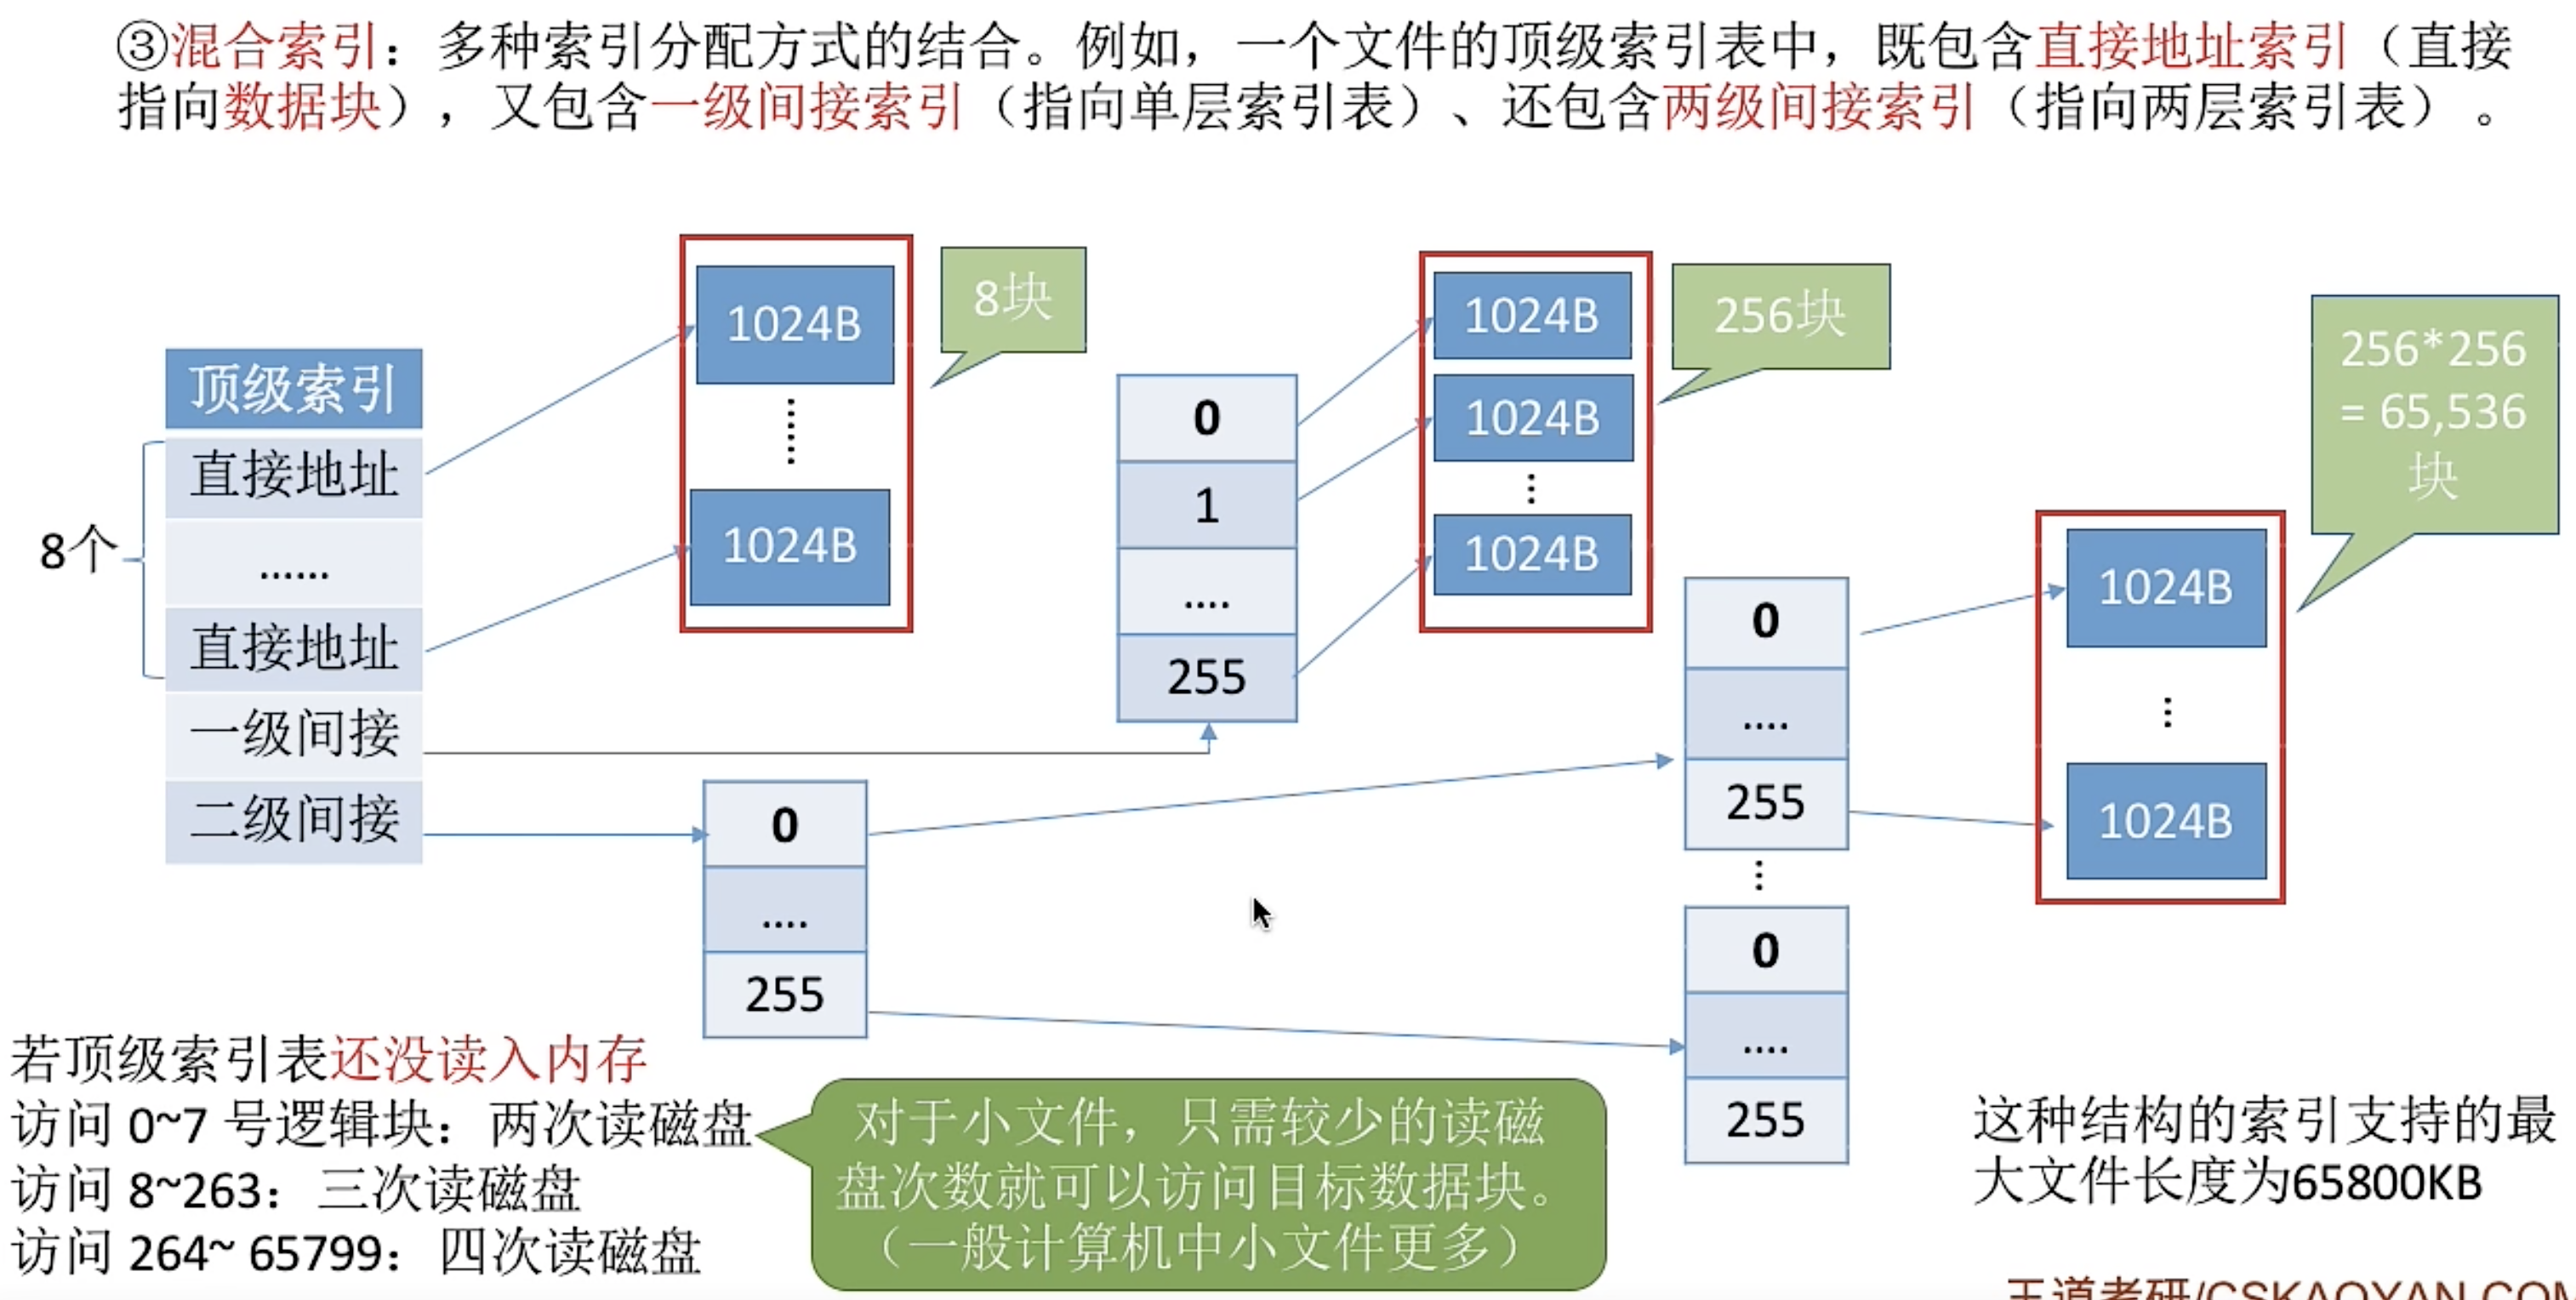 ③混合索引：多种索引分配方式的结合。例如，一个文件的顶级索引表中，既包含直接地址索引（直接
指向数据块），又包含一级间接索引（指向单层索引表）、还包含两级间接索引（指向两层索引表）。
顶级索引
直接地址
......
直接地址
一级间接
二级间接
8个
1024B
1024B
8块
0
1
....
255
1024B
1024B
1024B
256块
0
....
255
0
....
255
0
....
255
1024B
1024B
256*256
= 65,536
块
若顶级索引表还没读入内存
访问 0~7 号逻辑块：两次读磁盘
访问 8~263：三次读磁盘
访问 264~ 65799：四次读磁盘
对于小文件，只需较少的读磁
盘次数就可以访问目标数据块。
（一般计算机中小文件更多）
这种结构的索引支持的最
大文件长度为65800KB
王道考研/CSKAOYAN.COM